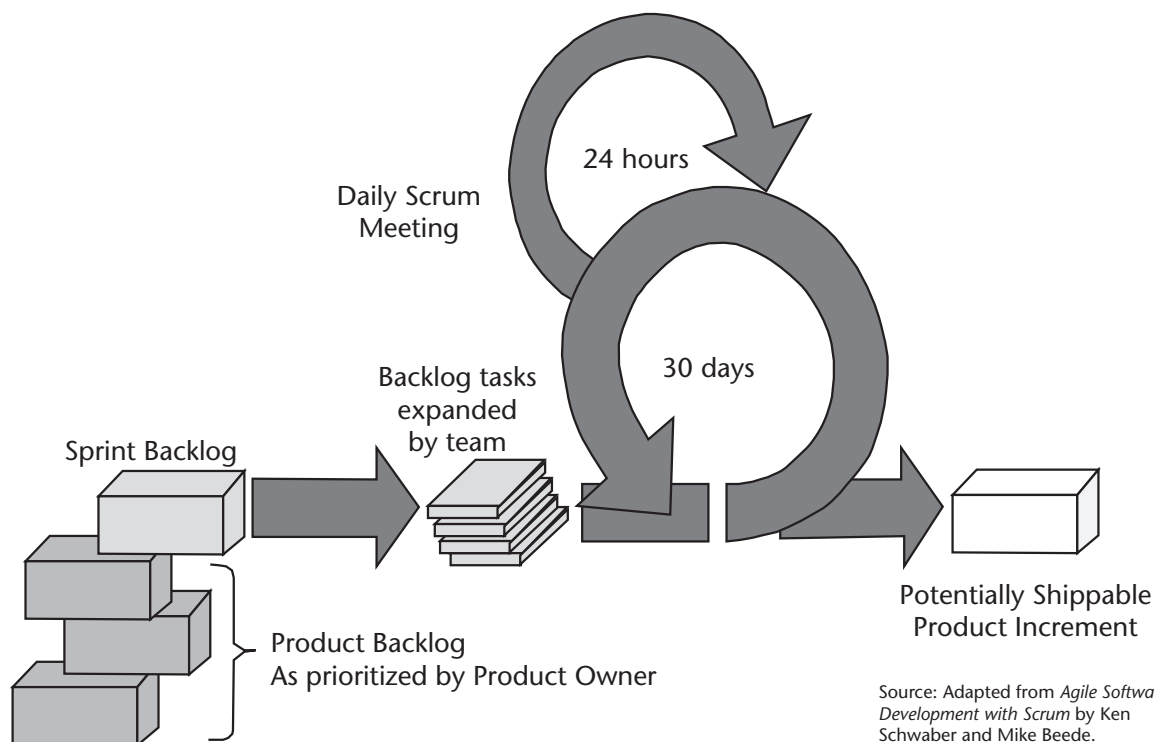 24 hours
Daily Scrum
Meeting
30 days
Backlog tasks
expanded
by team
Sprint Backlog
Potentially Shippable
Product Increment
Product Backlog
As prioritized by Product Owner
Source: Adapted from Agile Softwa
Development with Scrum by Ken
Schwaber and Mike Beede.